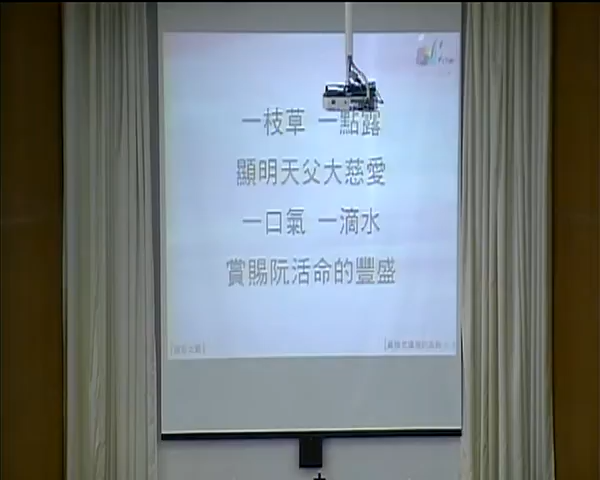 一枝草 一點露
顯明天父大慈愛
一口氣 一滴水
賞賜阮活命的豐盛